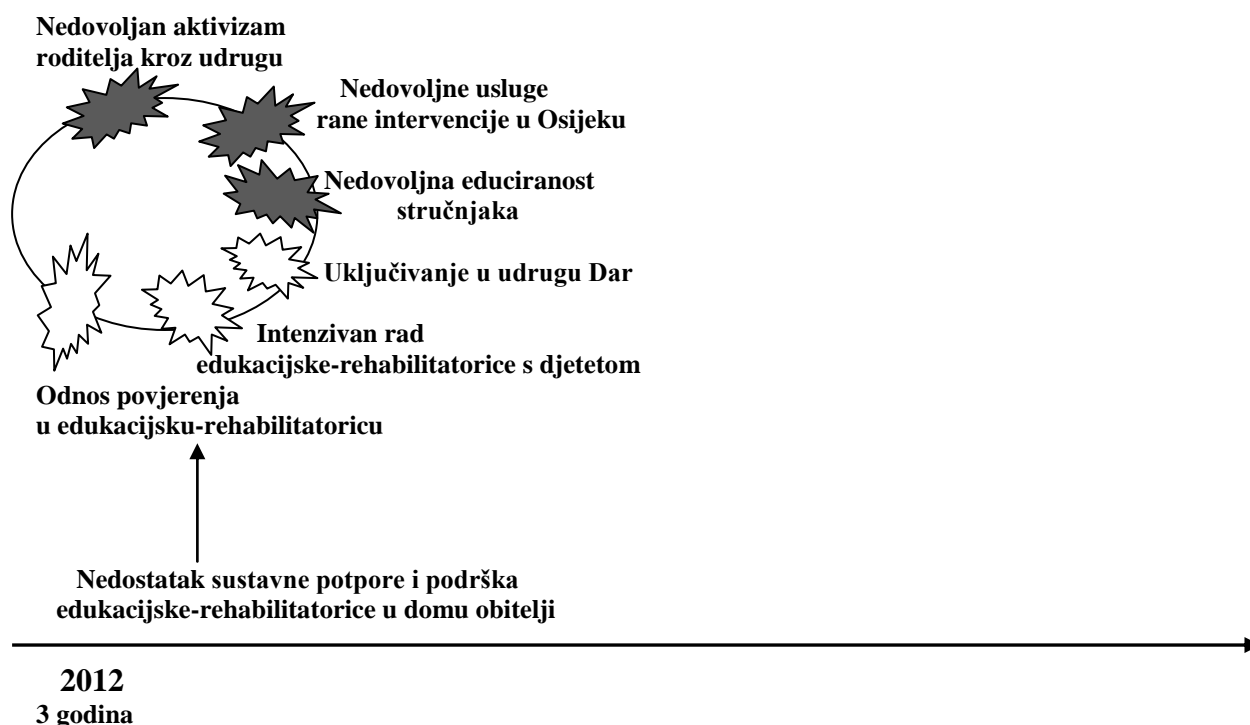 Nedovoljan aktivizam
roditelja kroz udrugu
Nedovoljne usluge
rane intervencije u Osijeku
Nedovoljna educiranost
stručnjaka
Uključivanje u udrugu Dar
Intenzivan rad
edukacijske-rehabilitatorice s djetetom
Odnos povjerenja
u edukacijsku-rehabilitatoricu
Nedostatak sustavne potpore i podrška
edukacijske-rehabilitatorice u domu obitelji
2012
3 godina